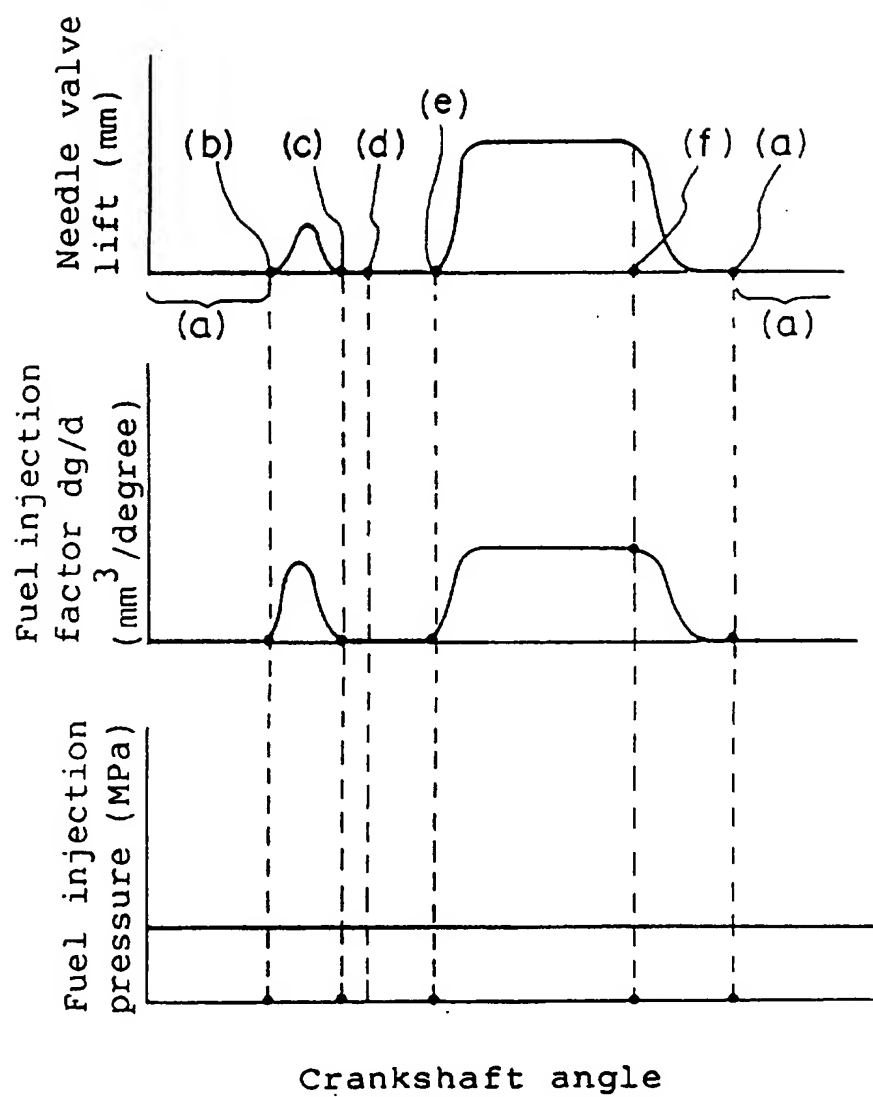 Needle valve
lift (mm)
(b)
(c)
(d)
(e)
(f)
(a)
(a)
(a)
Fuel injection
factor dg/d
(mm³/degree)
Fuel injection
pressure (MPa)
Crankshaft angle